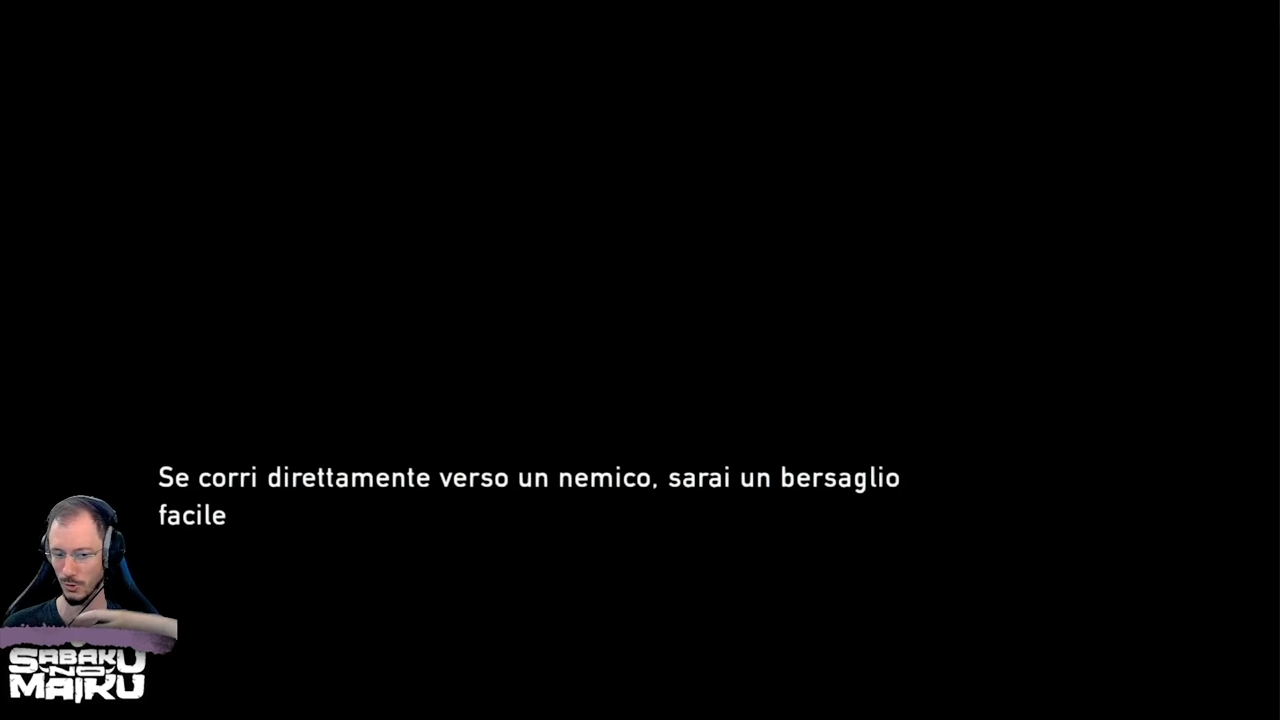 Se corri direttamente verso un nemico, sarai un bersaglio
facile
SABAKU
NO
MAIKU